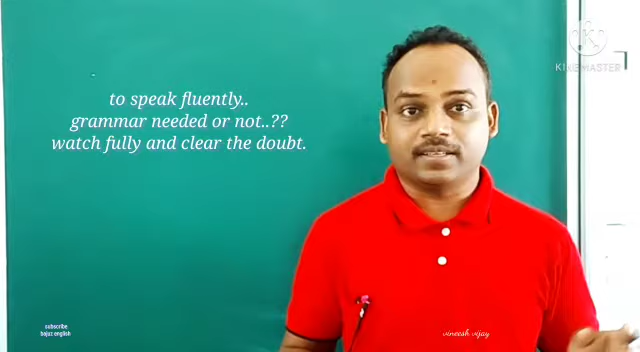 KINEMASTER
to speak fluently..
grammar needed or not..??
watch fully and clear the doubt.
subscribe
bajuz english
vineesh vijay